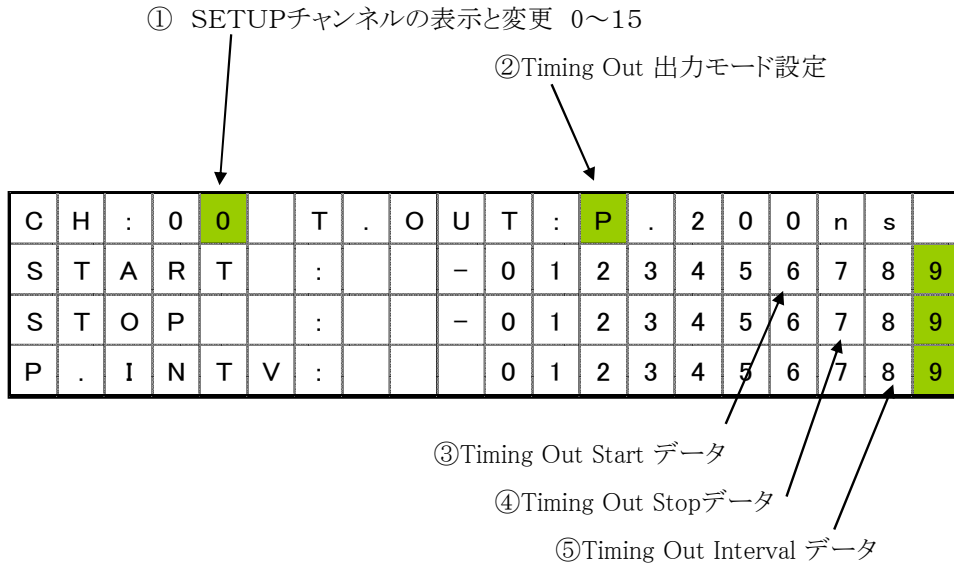 ① SETUPチャンネルの表示と変更 0～15
②Timing Out 出力モード設定
CH:00 T.OUT:P.200ns
START : -0123456789
STOP : -0123456789
P.INTV: 0123456789
③Timing Out Start データ
④Timing Out Stopデータ
⑤Timing Out Interval データ